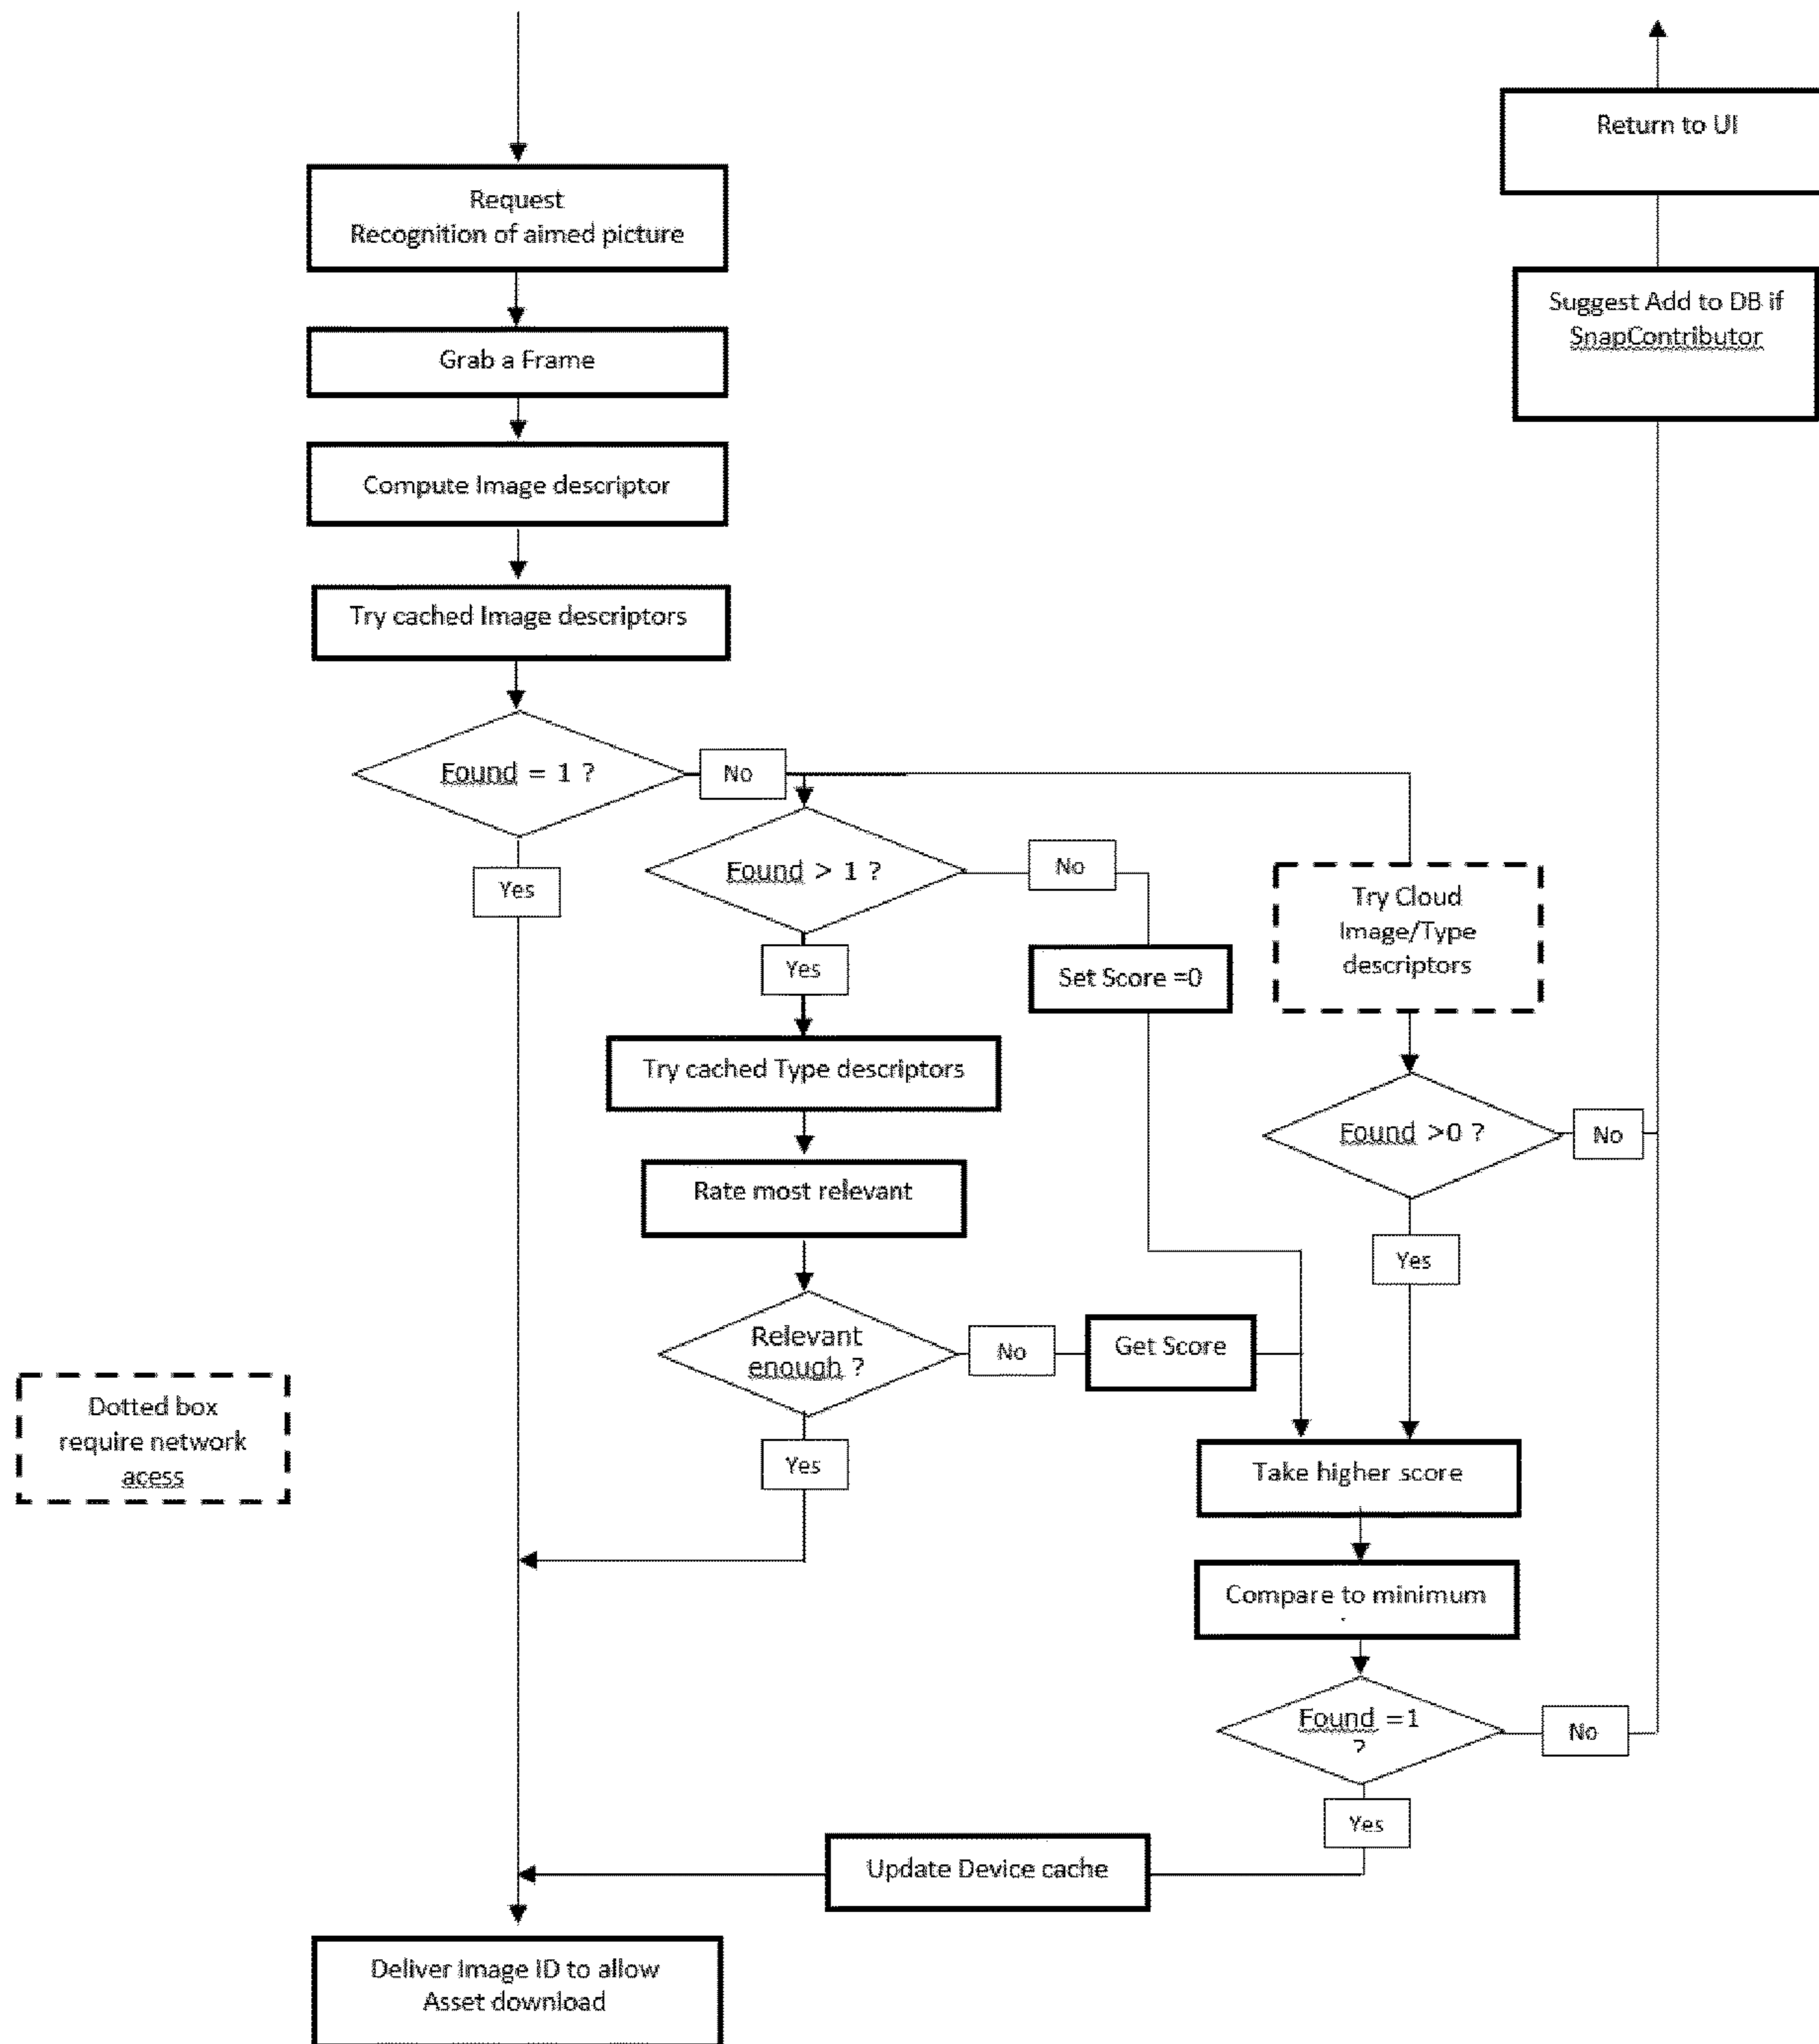 Return to UI
Request
Recognition of aimed picture
Suggest Add to DB if
SnapContributor
Grab a Frame
Compute Image descriptor
Try cached Image descriptors
Found = 1 ?
No
Yes
Found > 1 ?
No
Try Cloud
Image/Type
descriptors
Yes
Set Score =0
Try cached Type descriptors
Found >0 ?
No
Rate most relevant
Yes
Relevant
enough ?
No
Get Score
Dotted box
require network
acess
Yes
Take higher score
Compare to minimum
Found =1
?
No
Yes
Update Device cache
Deliver Image ID to allow
Asset download